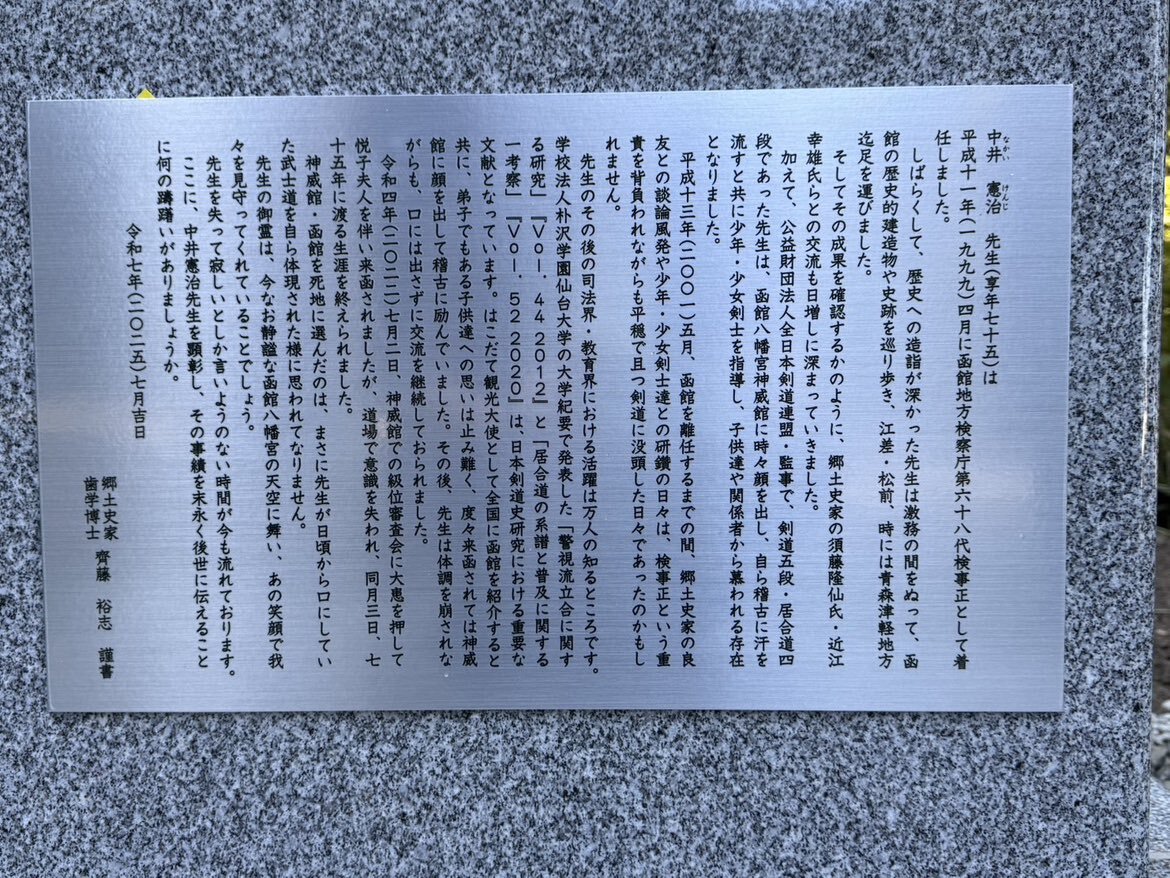 中井　憲治　先生(享年七十五)は
なかい　けんじ
平成十一年(一九九九)四月に函館地方検察庁第六十八代検事正として着
任しました。
しばらくして、歴史への造詣が深かった先生は激務の間をぬって、函
館の歴史的建造物や史跡を巡り歩き、江差・松前、時には青森津軽地方
迄足を運びました。
そしてその成果を確認するかのように、郷土史家の須藤隆仙氏・近江
幸雄氏らとの交流も日増しに深まっていきました。
加えて、公益財団法人全日本剣道連盟・監事で、剣道五段・居合道四
段であった先生は、函館八幡宮神威館に時々顔を出し、自ら稽古に汗を
流すと共に少年・少女剣士を指導し、子供達や関係者から慕われる存在
となりました。
平成十三年(二〇〇一)五月、函館を離任するまでの間、郷土史家の良
友との談論風発や少年・少女剣士達との研鑽の日々は、検事正という重
責を背負われながらも平穏で且つ剣道に没頭した日々であったのかもし
れません。
先生のその後の司法界・教育界における活躍は万人の知るところです。
学校法人朴沢学園仙台大学の大学紀要で発表した「警視流立合に関す
る研究」『Vol.44 2012』と「居合道の系譜と普及に関する
一考察」『Vol.52 2020』は、日本剣道史研究における重要な
文献となっています。はこだて観光大使として全国に函館を紹介すると
共に、弟子でもある子供達への思いは止み難く、度々来函されては神威
館に顔を出して稽古に励んでいました。その後、先生は体調を崩されな
がらも、口には出さずに交流を継続しておられました。
令和四年(二〇二二)七月二日、神威館での級位審査会に大患を押して
悦子夫人を伴い来函されましたが、道場で意識を失われ、同月三日、七
十五年に渡る生涯を終えられました。
神威館・函館を死地に選んだのは、まさに先生が日頃から口にしてい
た武士道を自ら体現された様に思われてなりません。
先生の御霊は、今なお静謐な函館八幡宮の天空に舞い、あの笑顔で我
々を見守ってくれていることでしょう。
先生を失って寂しいとしか言いようのない時間が今も流れております。
ここに、中井憲治先生を顕彰し、その事績を末永く後世に伝えること
に何の躊躇いがありましょうか。
令和七年(二〇二五)七月吉日
郷土史家
歯学博士　齊藤　裕志　謹書